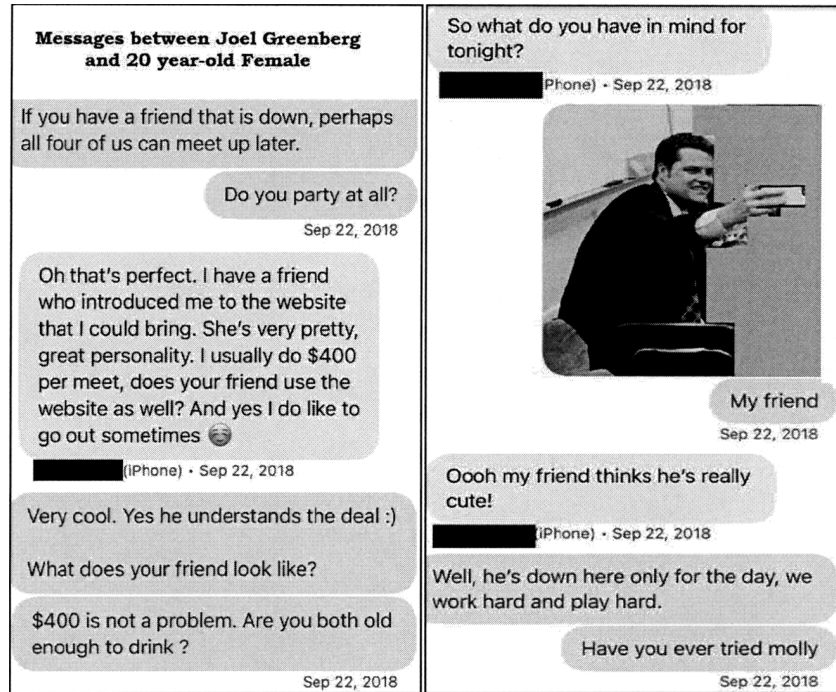 Messages between Joel Greenberg
and 20 year-old Female
If you have a friend that is down, perhaps
all four of us can meet up later.
Do you party at all?
Sep 22, 2018
Oh that's perfect. I have a friend
who introduced me to the website
that I could bring. She's very pretty,
great personality. I usually do $400
per meet, does your friend use the
website as well? And yes I do like to
go out sometimes 😊
(iPhone) • Sep 22, 2018
Very cool. Yes he understands the deal :)
What does your friend look like?
$400 is not a problem. Are you both old
enough to drink ?
Sep 22, 2018
So what do you have in mind for
tonight?
Phone) • Sep 22, 2018
My friend
Sep 22, 2018
Oooh my friend thinks he's really
cute!
iPhone) • Sep 22, 2018
Well, he's down here only for the day, we
work hard and play hard.
Have you ever tried molly
Sep 22, 2018